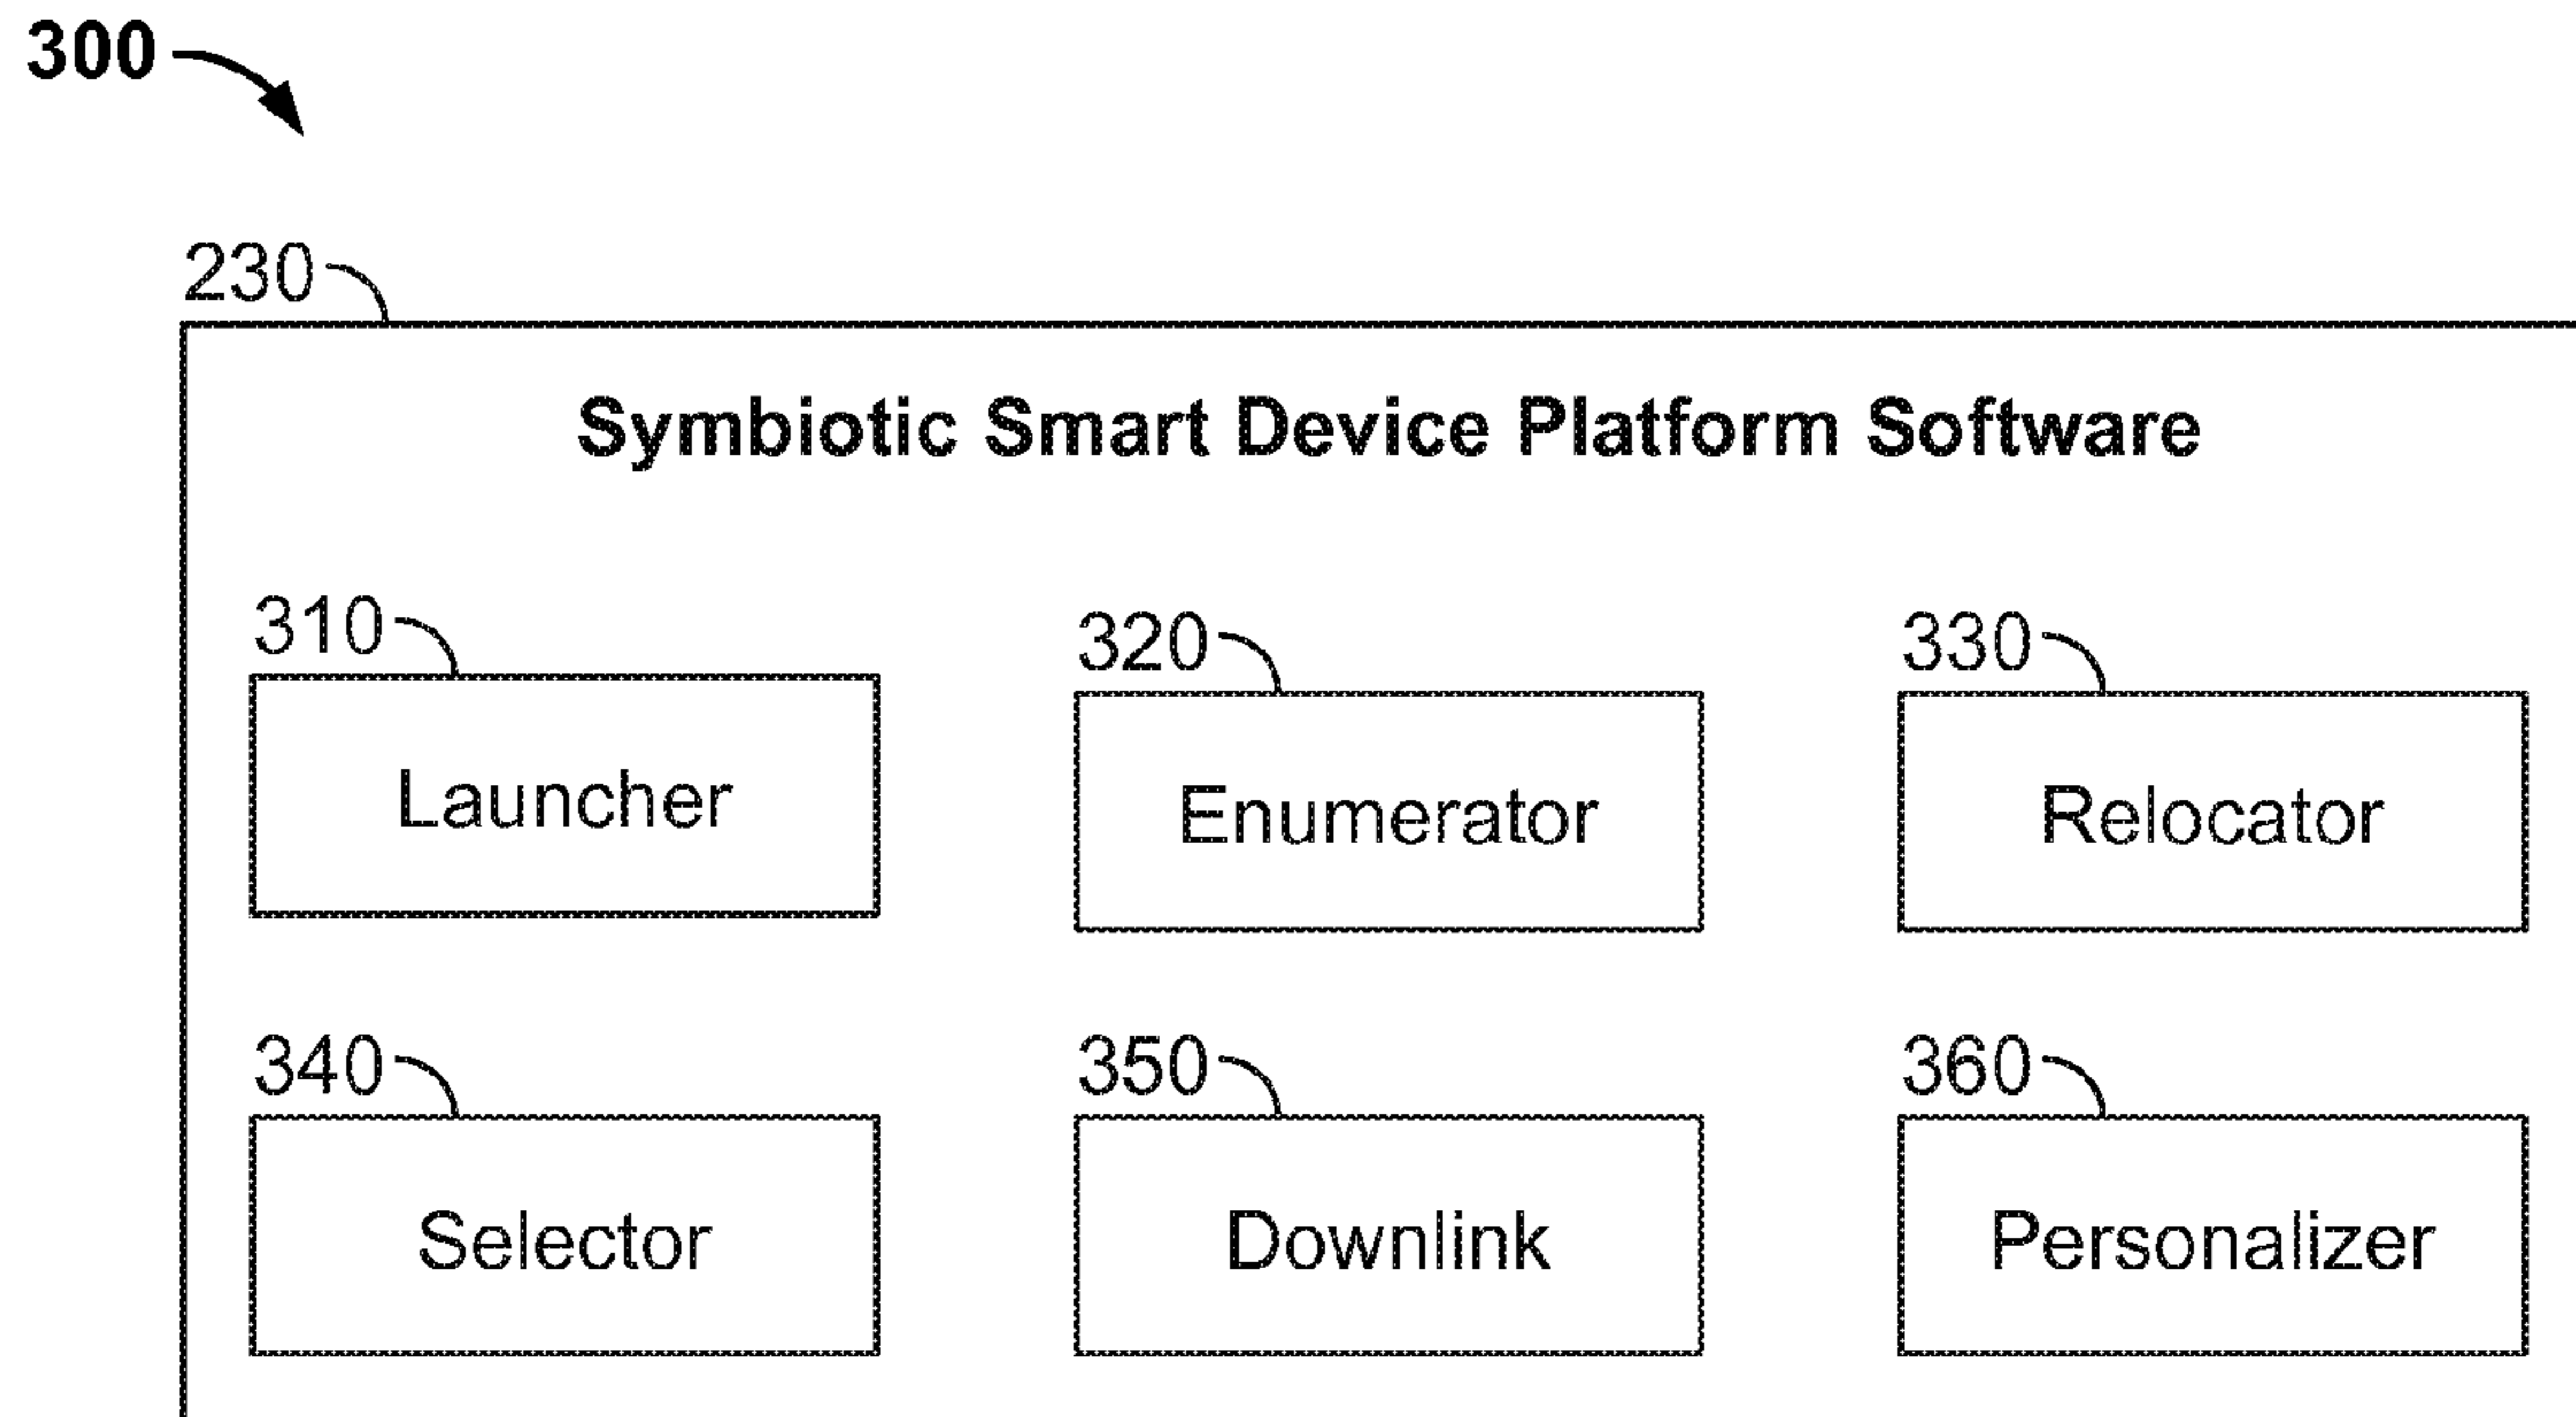 300
230
Symbiotic Smart Device Platform Software
310
320
330
Launcher
Enumerator
Relocator
340
350
360
Selector
Downlink
Personalizer